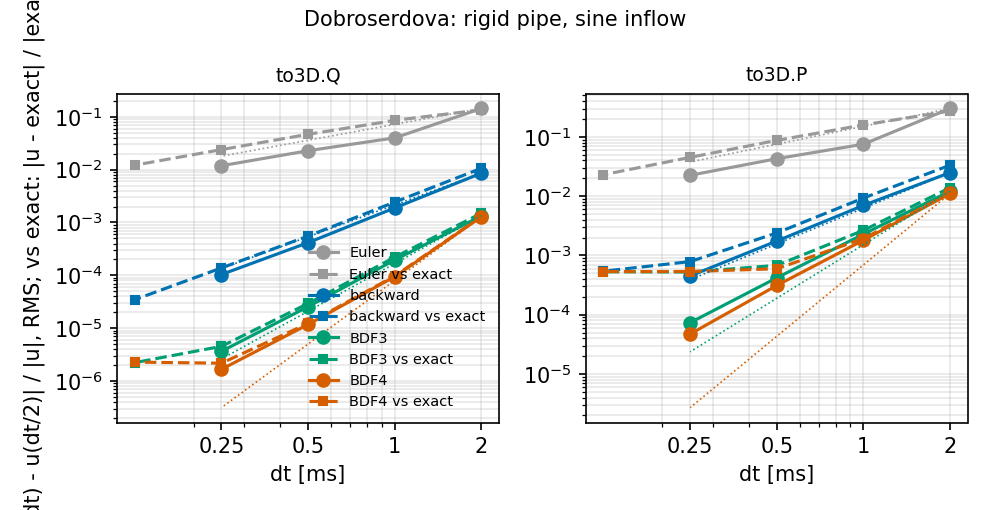 Dobroserdova: rigid pipe, sine inflow
dt) - u(dt/2)| / |u|, RMS; vs exact: |u - exact| / |exa
to3D.Q
10⁻¹
10⁻²
10⁻³
10⁻⁴
10⁻⁵
10⁻⁶
Euler
Euler vs exact
backward
backward vs exact
BDF3
BDF3 vs exact
BDF4
BDF4 vs exact
0.25 0.5 1 2
dt [ms]
to3D.P
10⁻¹
10⁻²
10⁻³
10⁻⁴
10⁻⁵
0.25 0.5 1 2
dt [ms]